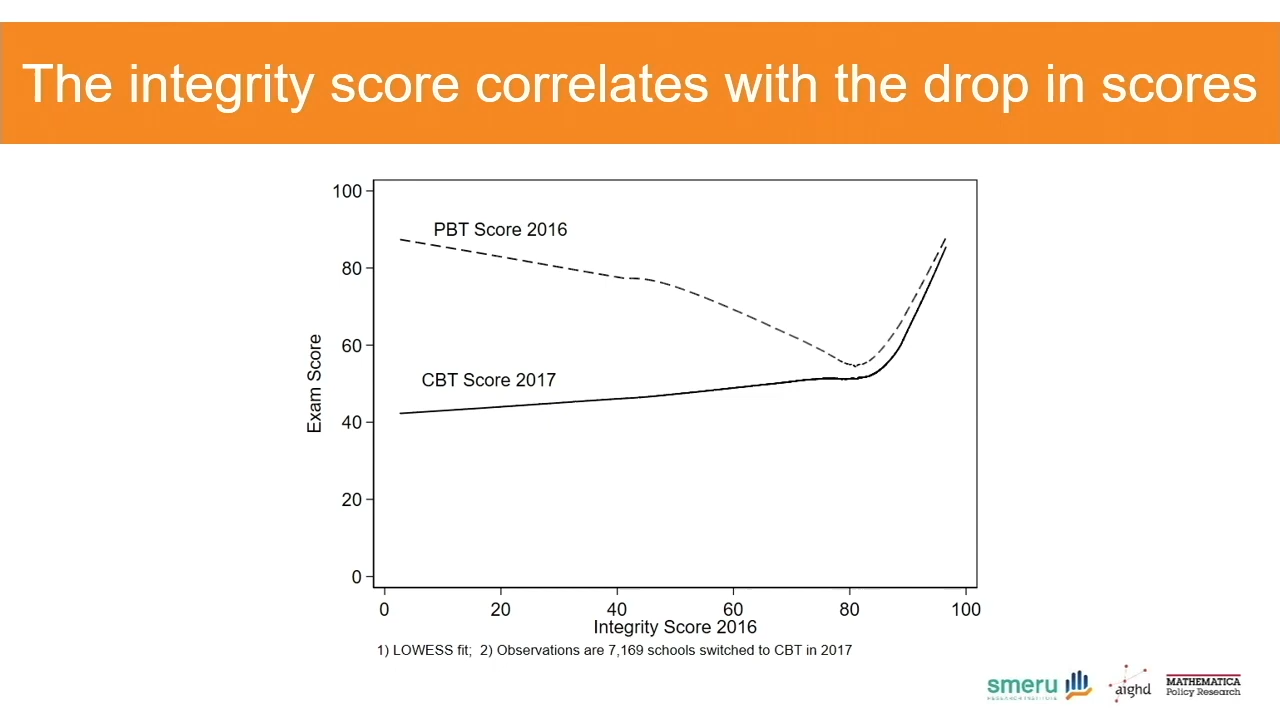 The integrity score correlates with the drop in scores
100
80
60
40
20
0
Exam Score
PBT Score 2016
CBT Score 2017
0 20 40 60 80 100
Integrity Score 2016
1) LOWESS fit; 2) Observations are 7,169 schools switched to CBT in 2017
smeru
RESEARCH INSTITUTE
aighd
MATHEMATICA
Policy Research